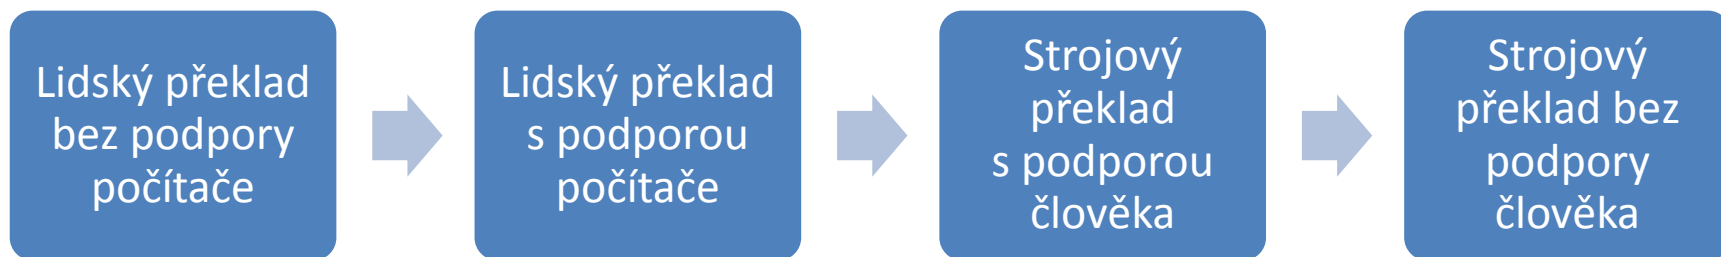 Lidský překlad
bez podpory
počítače
Lidský překlad
s podporou
počítače
Strojový
překlad
s podporou
člověka
Strojový
překlad bez
podpory
člověka